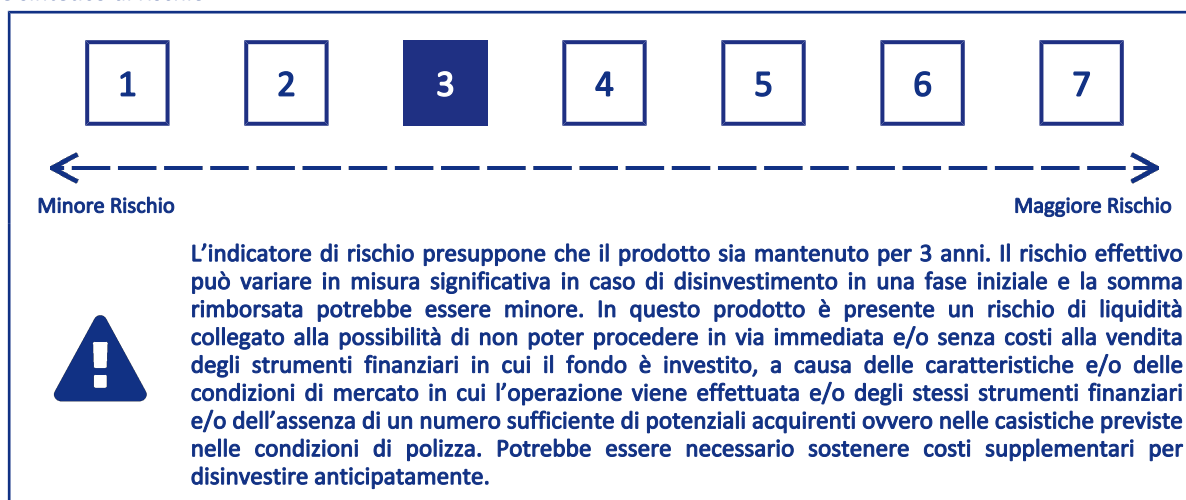 1 2 3 4 5 6 7
Minore Rischio Maggiore Rischio
L'indicatore di rischio presuppone che il prodotto sia mantenuto per 3 anni. Il rischio effettivo
può variare in misura significativa in caso di disinvestimento in una fase iniziale e la somma
rimborsata potrebbe essere minore. In questo prodotto è presente un rischio di liquidità
collegato alla possibilità di non poter procedere in via immediata e/o senza costi alla vendita
degli strumenti finanziari in cui il fondo è investito, a causa delle caratteristiche e/o delle
condizioni di mercato in cui l'operazione viene effettuata e/o degli stessi strumenti finanziari
e/o dell'assenza di un numero sufficiente di potenziali acquirenti ovvero nelle casistiche previste
nelle condizioni di polizza. Potrebbe essere necessario sostenere costi supplementari per
disinvestire anticipatamente.